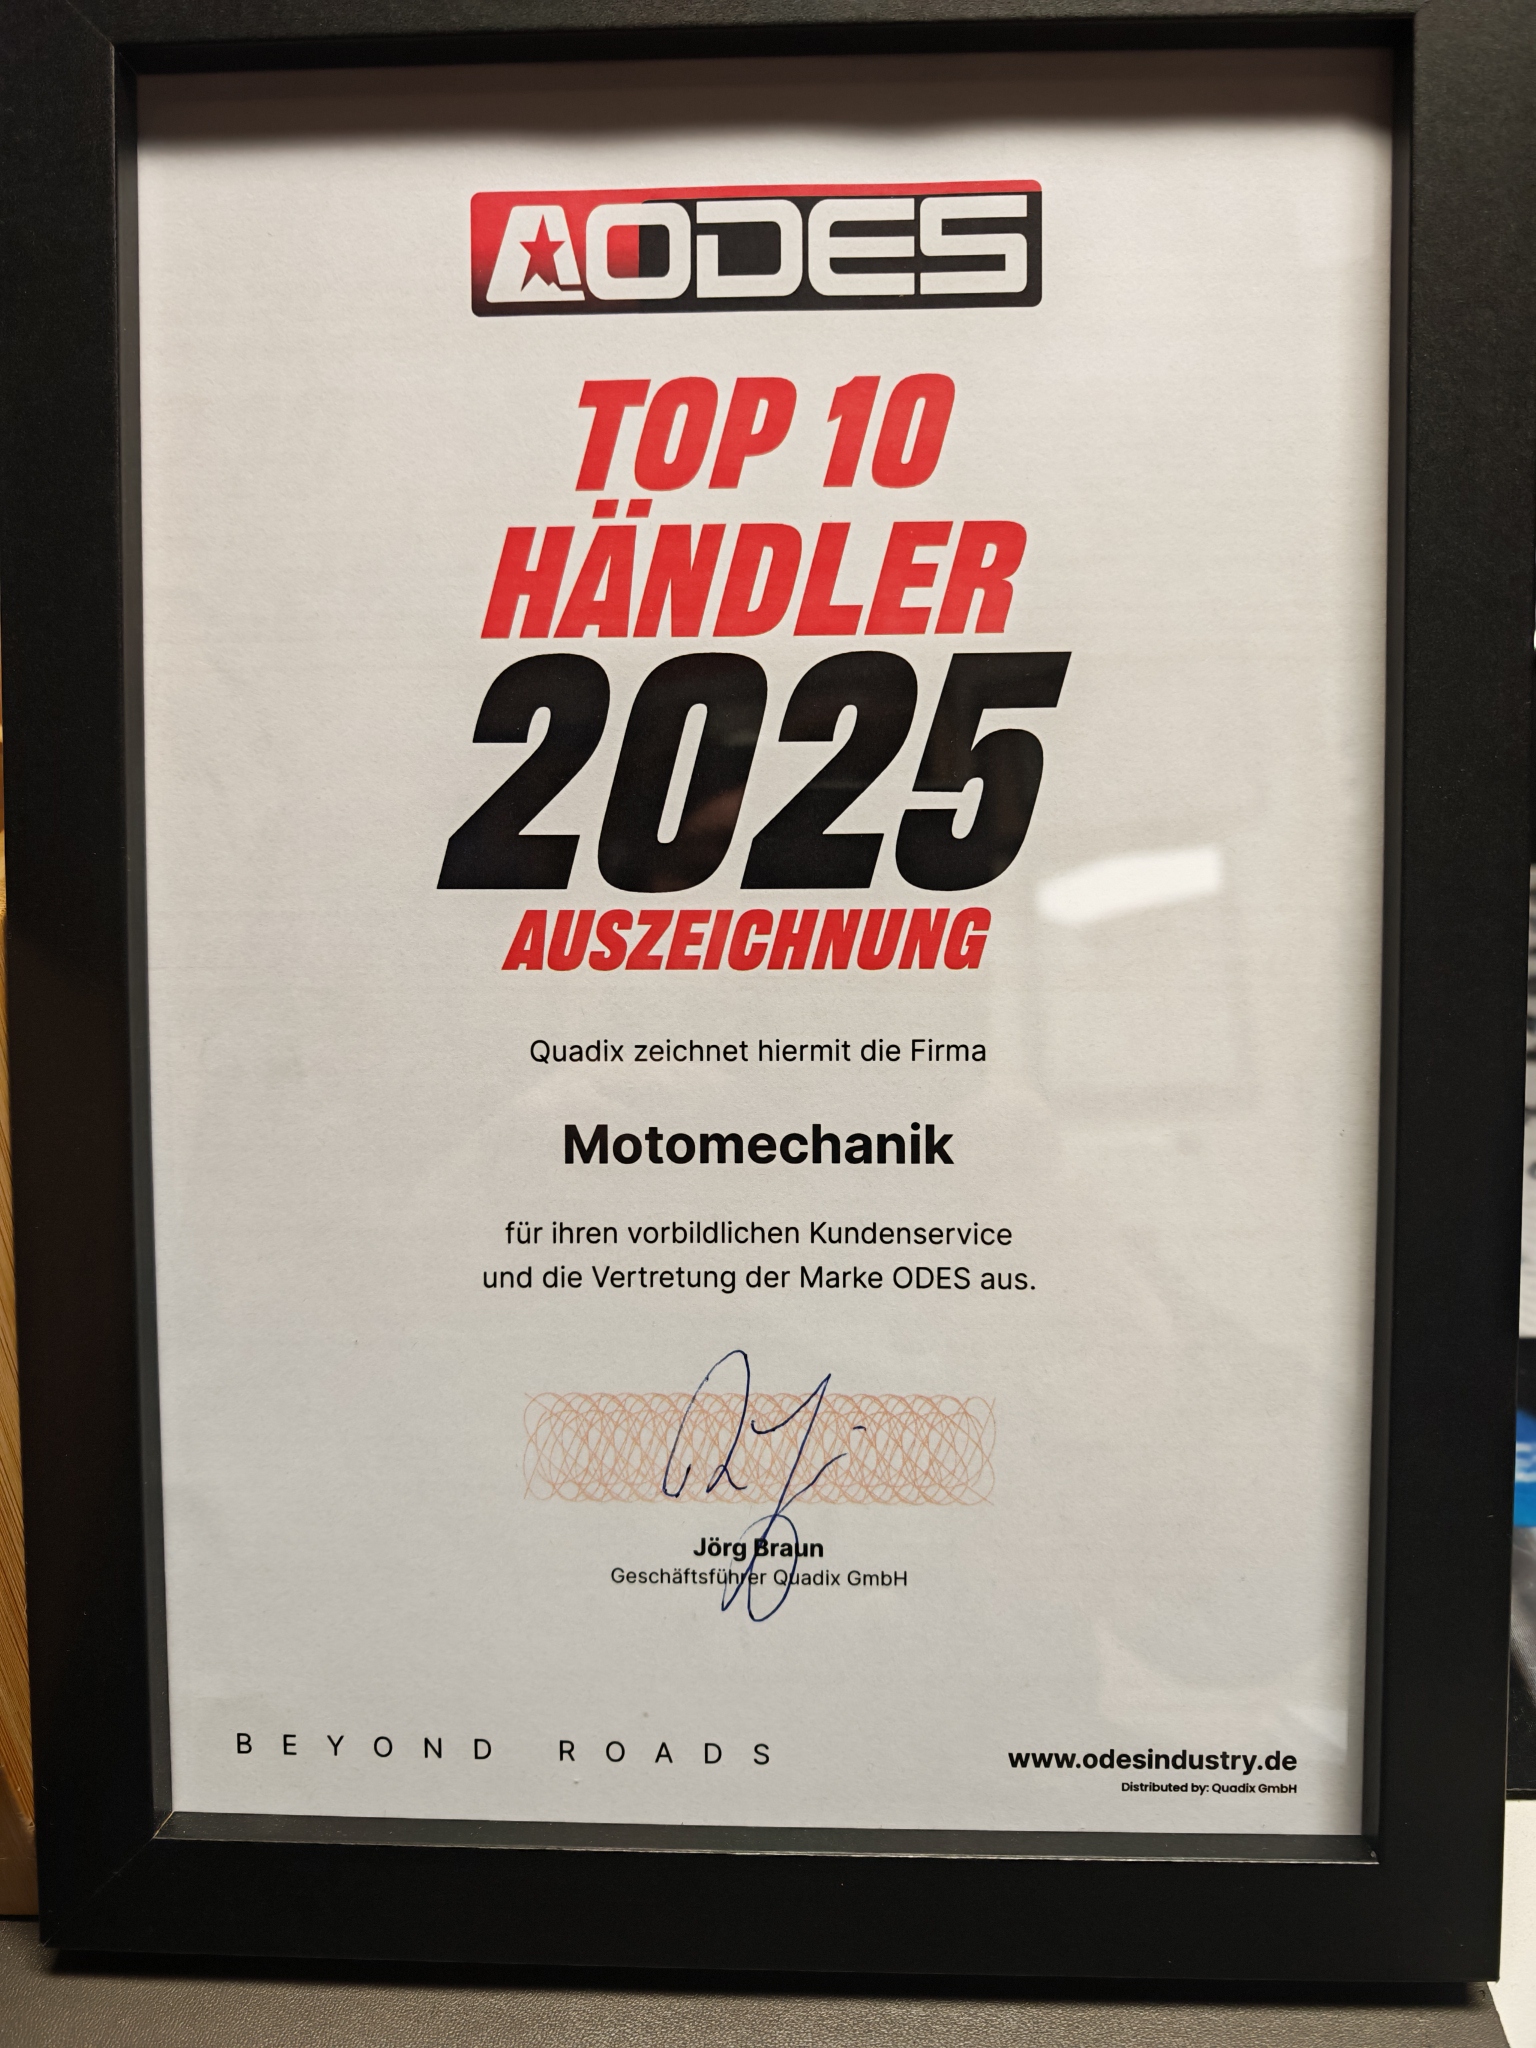 AODES
TOP 10
HÄNDLER
2025
AUSZEICHNUNG
Quadix zeichnet hiermit die Firma
Motomechanik
für ihren vorbildlichen Kundenservice
und die Vertretung der Marke ODES aus.
Jörg Braun
Geschäftsführer Quadix GmbH
BEYOND ROADS
www.odesindustry.de
Distributed by: Quadix GmbH